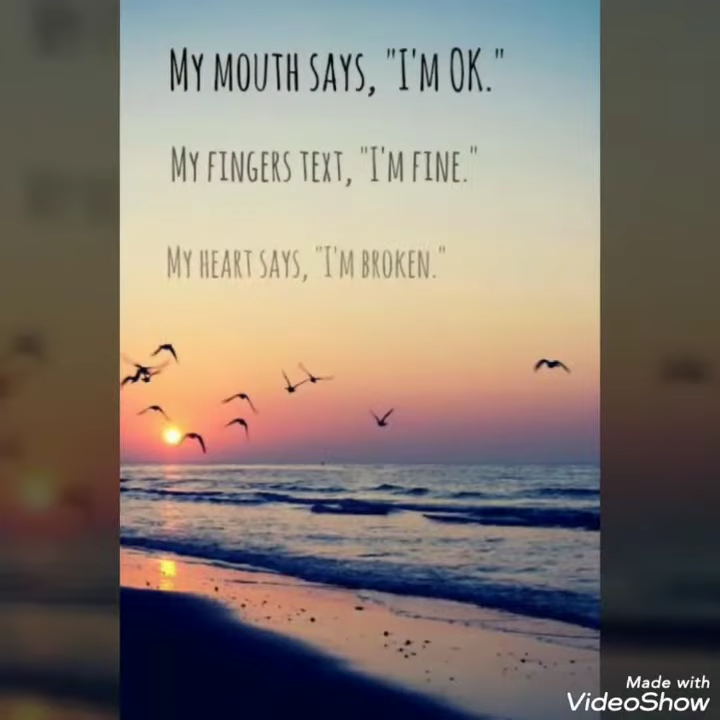 My mouth says, "I'm OK."
My fingers text, "I'm fine."
My heart says, "I'm broken."
Made with
VideoShow